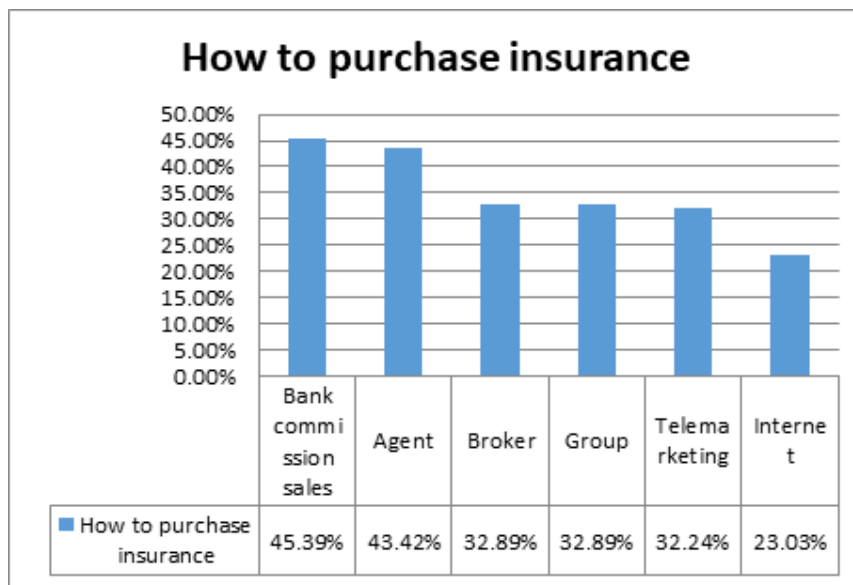 How to purchase insurance
50.00%
45.00%
40.00%
35.00%
30.00%
25.00%
20.00%
15.00%
10.00%
5.00%
0.00%
Bank
commi
ssion
sales
Agent
Broker
Group
Telema
rketing
Interne
t
How to purchase
insurance
45.39% 43.42% 32.89% 32.89% 32.24% 23.03%